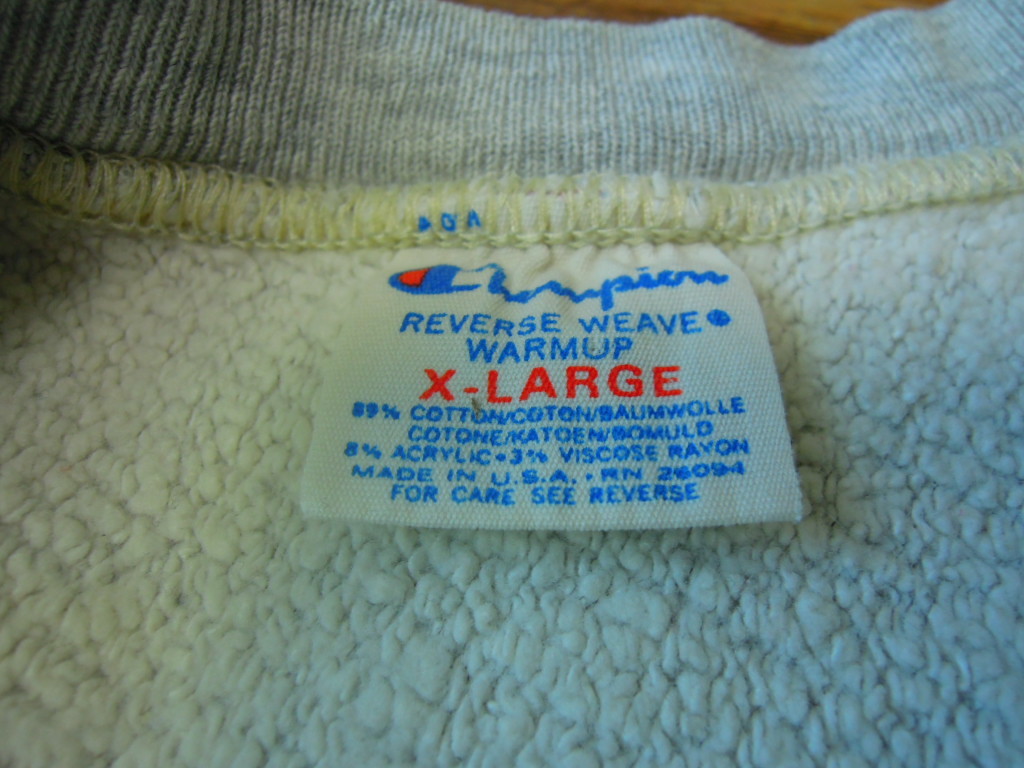 Champion
REVERSE WEAVE®
WARMUP
X-LARGE
89% COTTON/COTON/BAUMWOLLE
COTONE/KATOEN/BOMULD
8% ACRYLIC • 3% VISCOSE RAYON
MADE IN U.S.A. • RN 26094
FOR CARE SEE REVERSE